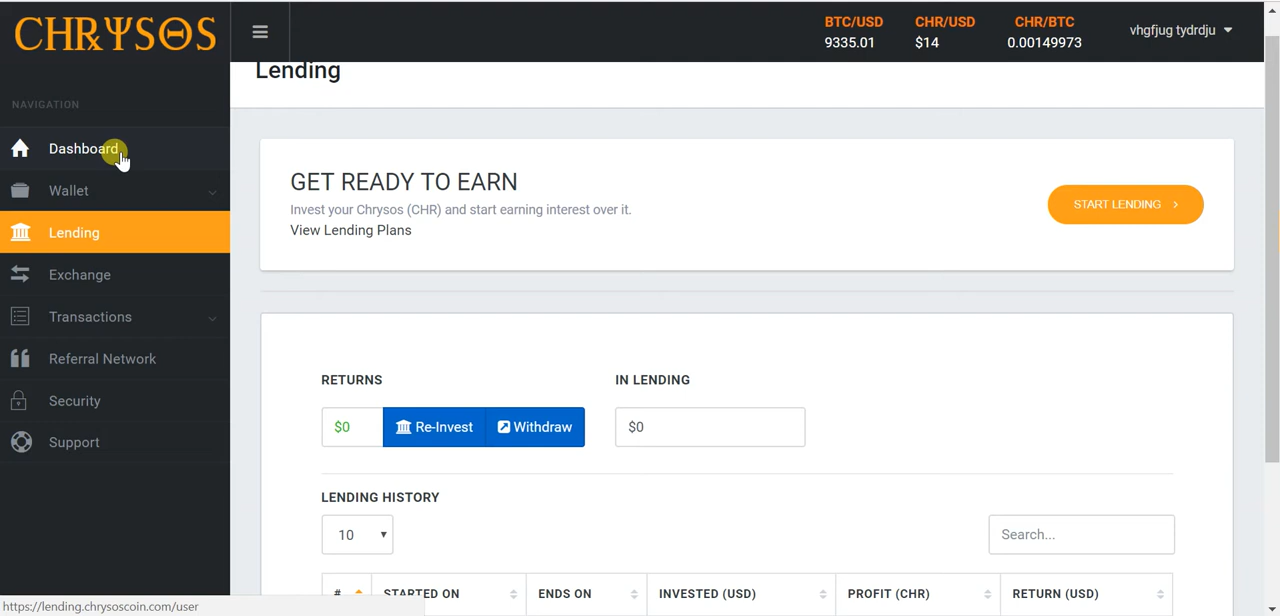 CHRYSOS
BTC/USD CHR/USD CHR/BTC
9335.01 $14 0.00149973
vhgfjug tydrdju
Lending
NAVIGATION
Dashboard
Wallet
Lending
Exchange
Transactions
Referral Network
Security
Support
GET READY TO EARN
Invest your Chrysos (CHR) and start earning interest over it.
View Lending Plans
START LENDING >
RETURNS IN LENDING
$0 Re-Invest Withdraw $0
LENDING HISTORY
10 Search...
# STARTED ON ENDS ON INVESTED (USD) PROFIT (CHR) RETURN (USD)
https://lending.chrysoscoin.com/user